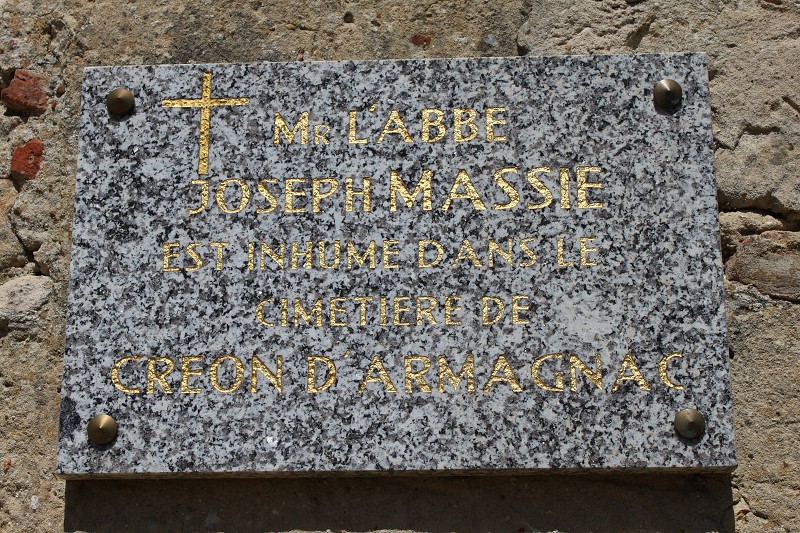 Mr L'ABBE
JOSEPH MASSIE
EST INHUME DANS LE
CIMETIERE DE
CREON D'ARMAGNAC